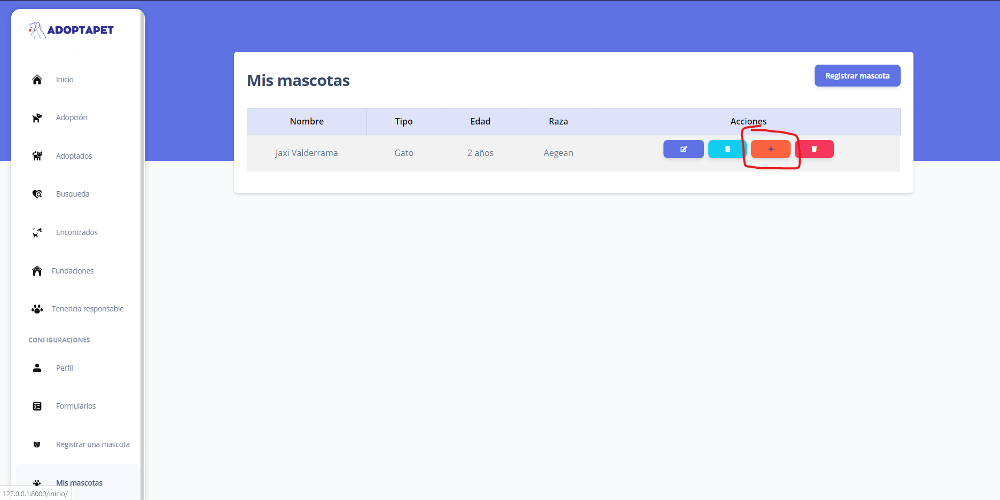 ADOPTAPET
Inicio
Adopción
Adoptados
Busqueda
Encontrados
Fundaciones
Tenencia responsable
CONFIGURACIONES
Perfil
Formularios
Registrar una mascota
Mis mascotas
127.0.0.1:8000/inicio/
Mis mascotas
Registrar mascota
Nombre Tipo Edad Raza Acciones
Jaxi Valderrama Gato 2 años Aegean